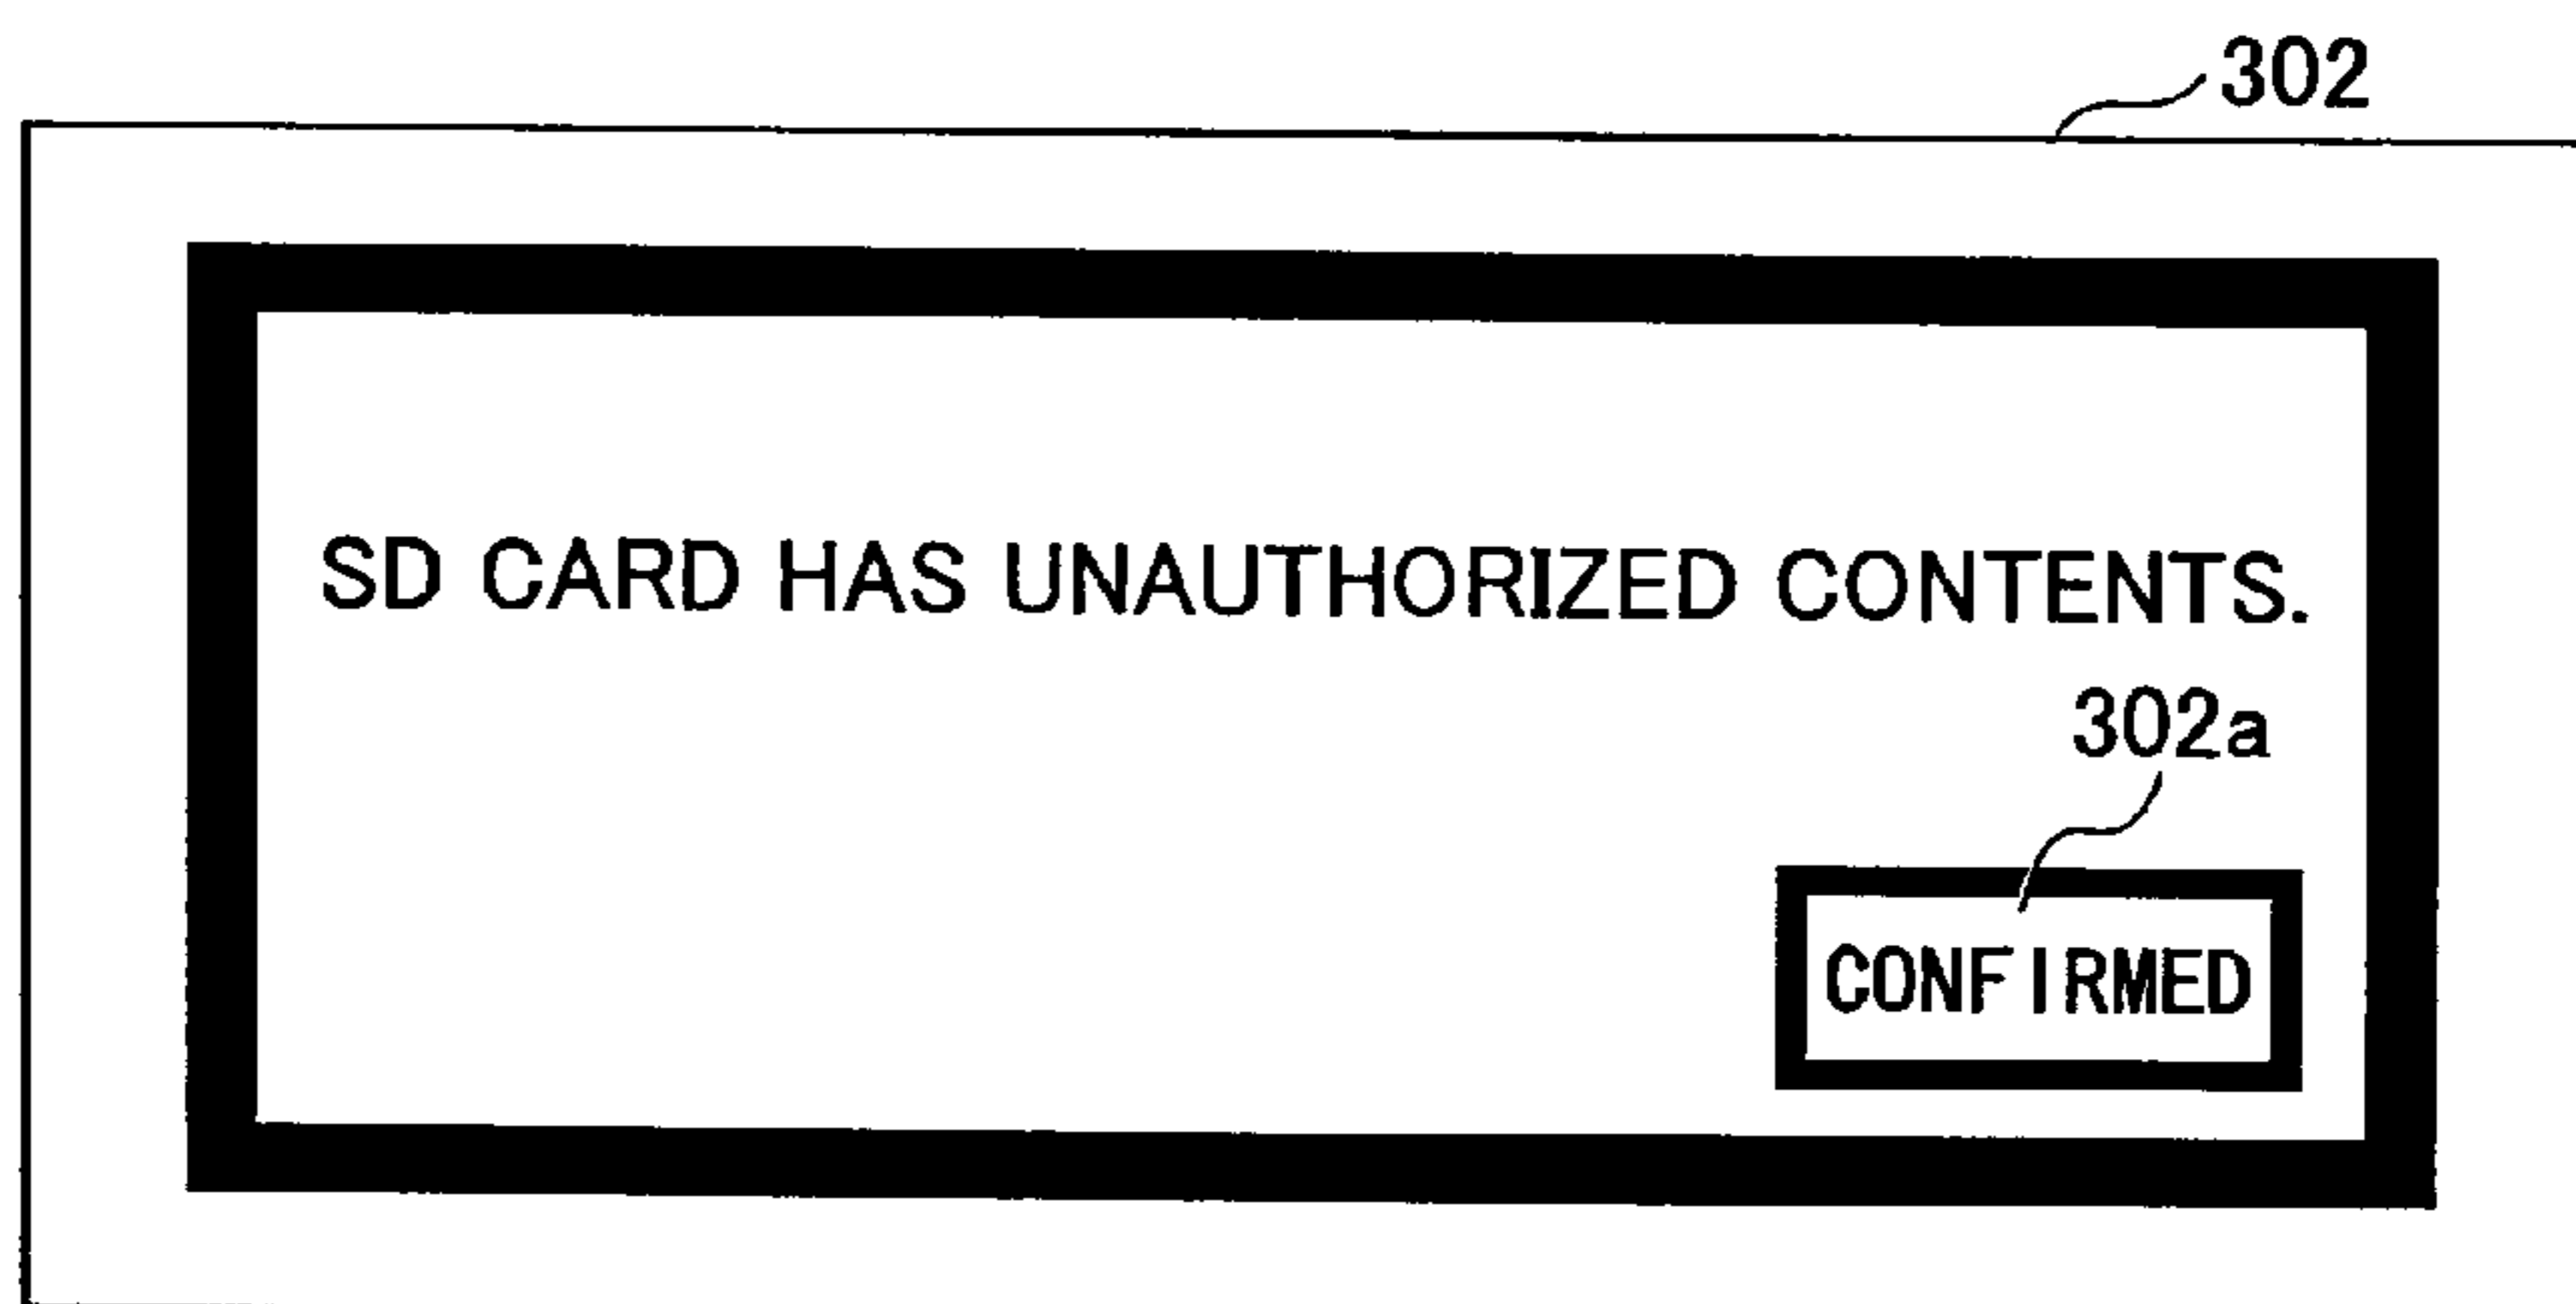 302
SD CARD HAS UNAUTHORIZED CONTENTS.
302a
CONFIRMED